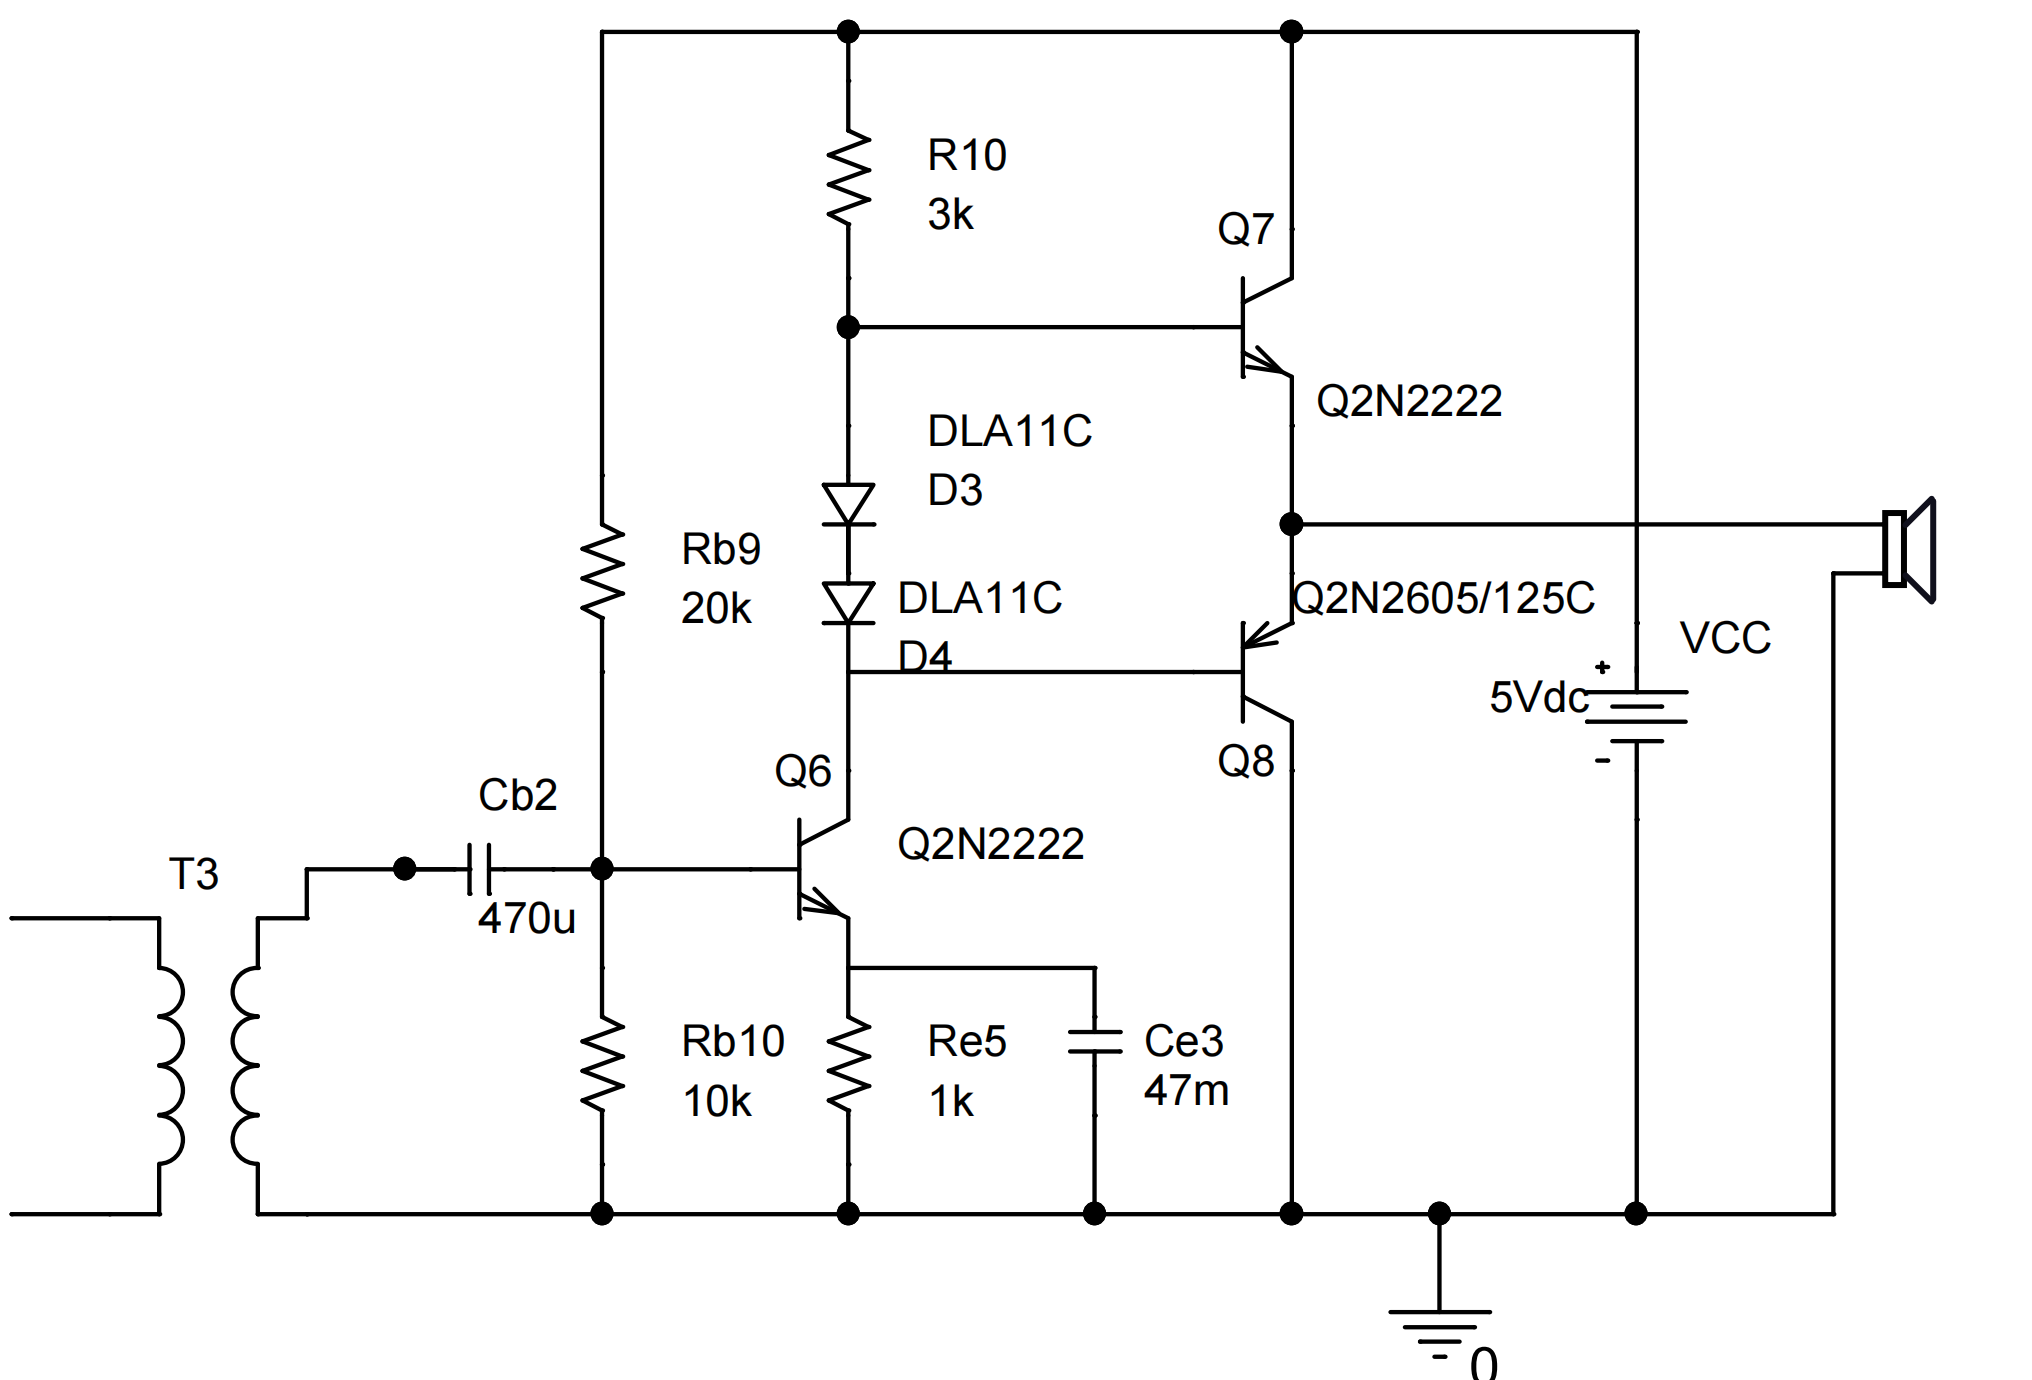 R10
3k
Q7
Q2N2222
DLA11C
D3
Rb9
20k
DLA11C
D4
Q2N2605/125C
VCC
+
5Vdc
-
Q6
Q8
Cb2
470u
Q2N2222
T3
Rb10
10k
Re5
1k
Ce3
47m
0